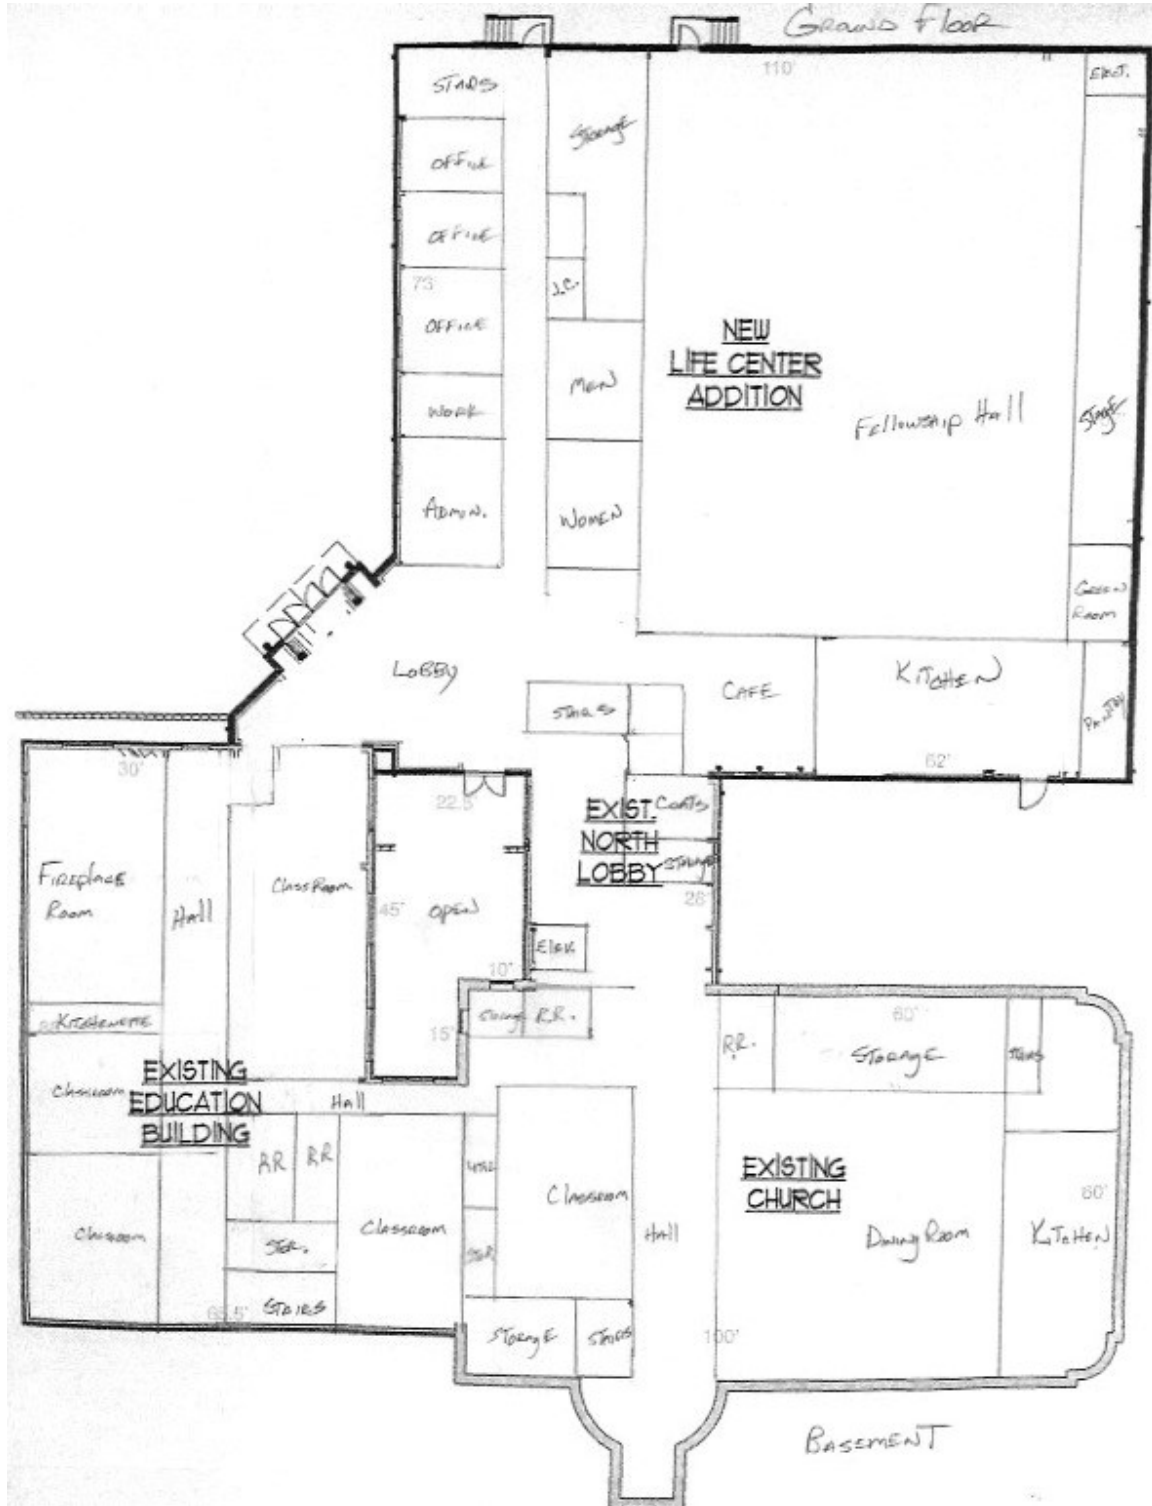 GROUND FLOOR
110'
STAIRS
STORAGE
ELECT.
OFFICE
OFFICE
73'
J.C.
OFFICE
NEW
LIFE CENTER
ADDITION
MEN
WORK
FELLOWSHIP HALL
STAGE
ADMIN.
WOMEN
GREEN
ROOM
LOBBY
CAFE
KITCHEN
STAIRS
PANTRY
30'
62'
22.5'
EXIST.
NORTH
LOBBY
COATS
STORAGE
FIREPLACE
ROOM
HALL
CLASSROOM
45'
OPEN
26'
ELEV.
10'
KITCHENETTE
STORAGE
R.R.
15'
60'
R.R.
STORAGE
STAIRS
CLASSROOM
EXISTING
EDUCATION
BUILDING
HALL
RR
RR
CLASSROOM
EXISTING
CHURCH
60'
CLASSROOM
STOR.
CLASSROOM
STOR.
HALL
DINING ROOM
KITCHEN
65.5'
STAIRS
STORAGE
STAIRS
100'
BASEMENT